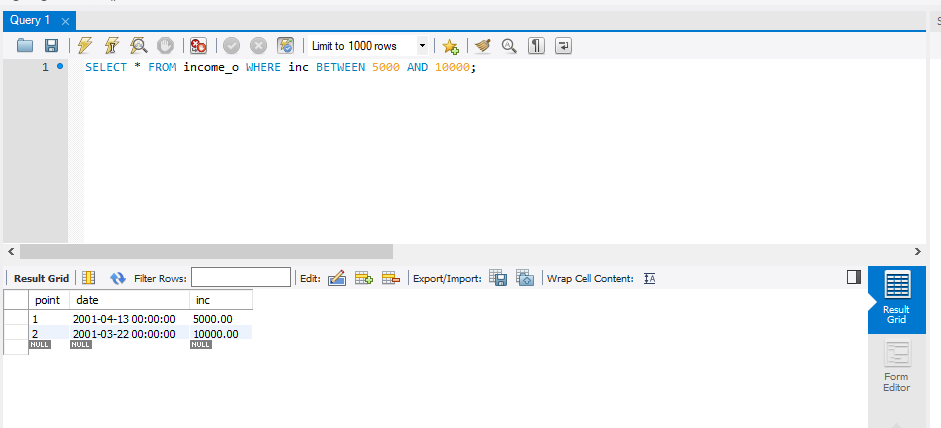 Query 1
Limit to 1000 rows
1 SELECT * FROM income_o WHERE inc BETWEEN 5000 AND 10000;
Result Grid Filter Rows: Edit: Export/Import: Wrap Cell Content:
point date inc
1 2001-04-13 00:00:00 5000.00
2 2001-03-22 00:00:00 10000.00
NULL NULL NULL
Result
Grid
Form
Editor